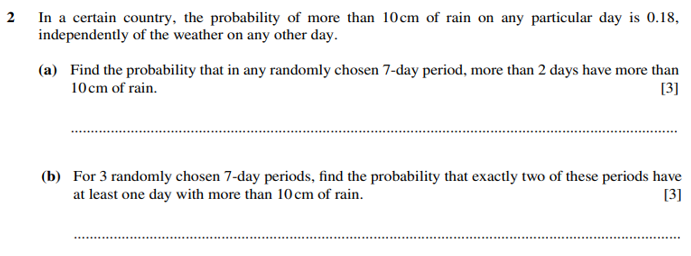 2 In a certain country, the probability of more than 10 cm of rain on any particular day is 0.18,
independently of the weather on any other day.
(a) Find the probability that in any randomly chosen 7-day period, more than 2 days have more than
10 cm of rain. [3]
(b) For 3 randomly chosen 7-day periods, find the probability that exactly two of these periods have
at least one day with more than 10 cm of rain. [3]